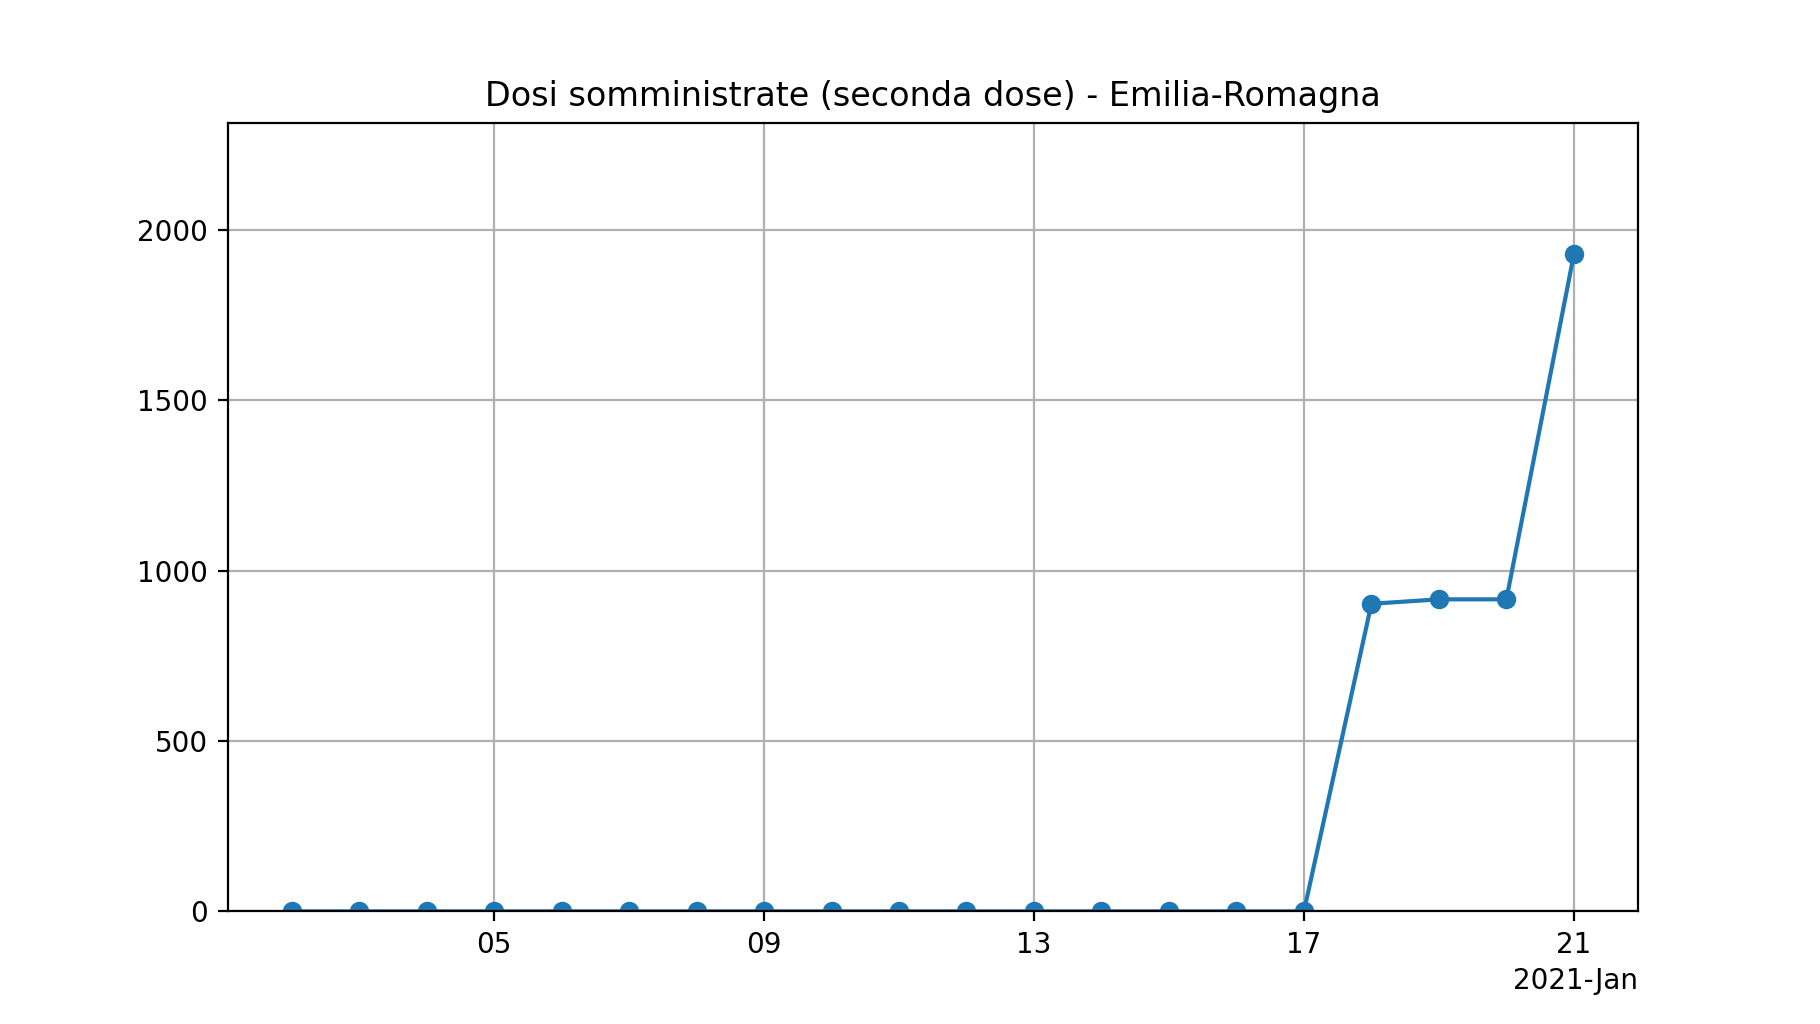 Dosi somministrate (seconda dose) - Emilia-Romagna
2000
1500
1000
500
0
05 09 13 17 21
2021-Jan